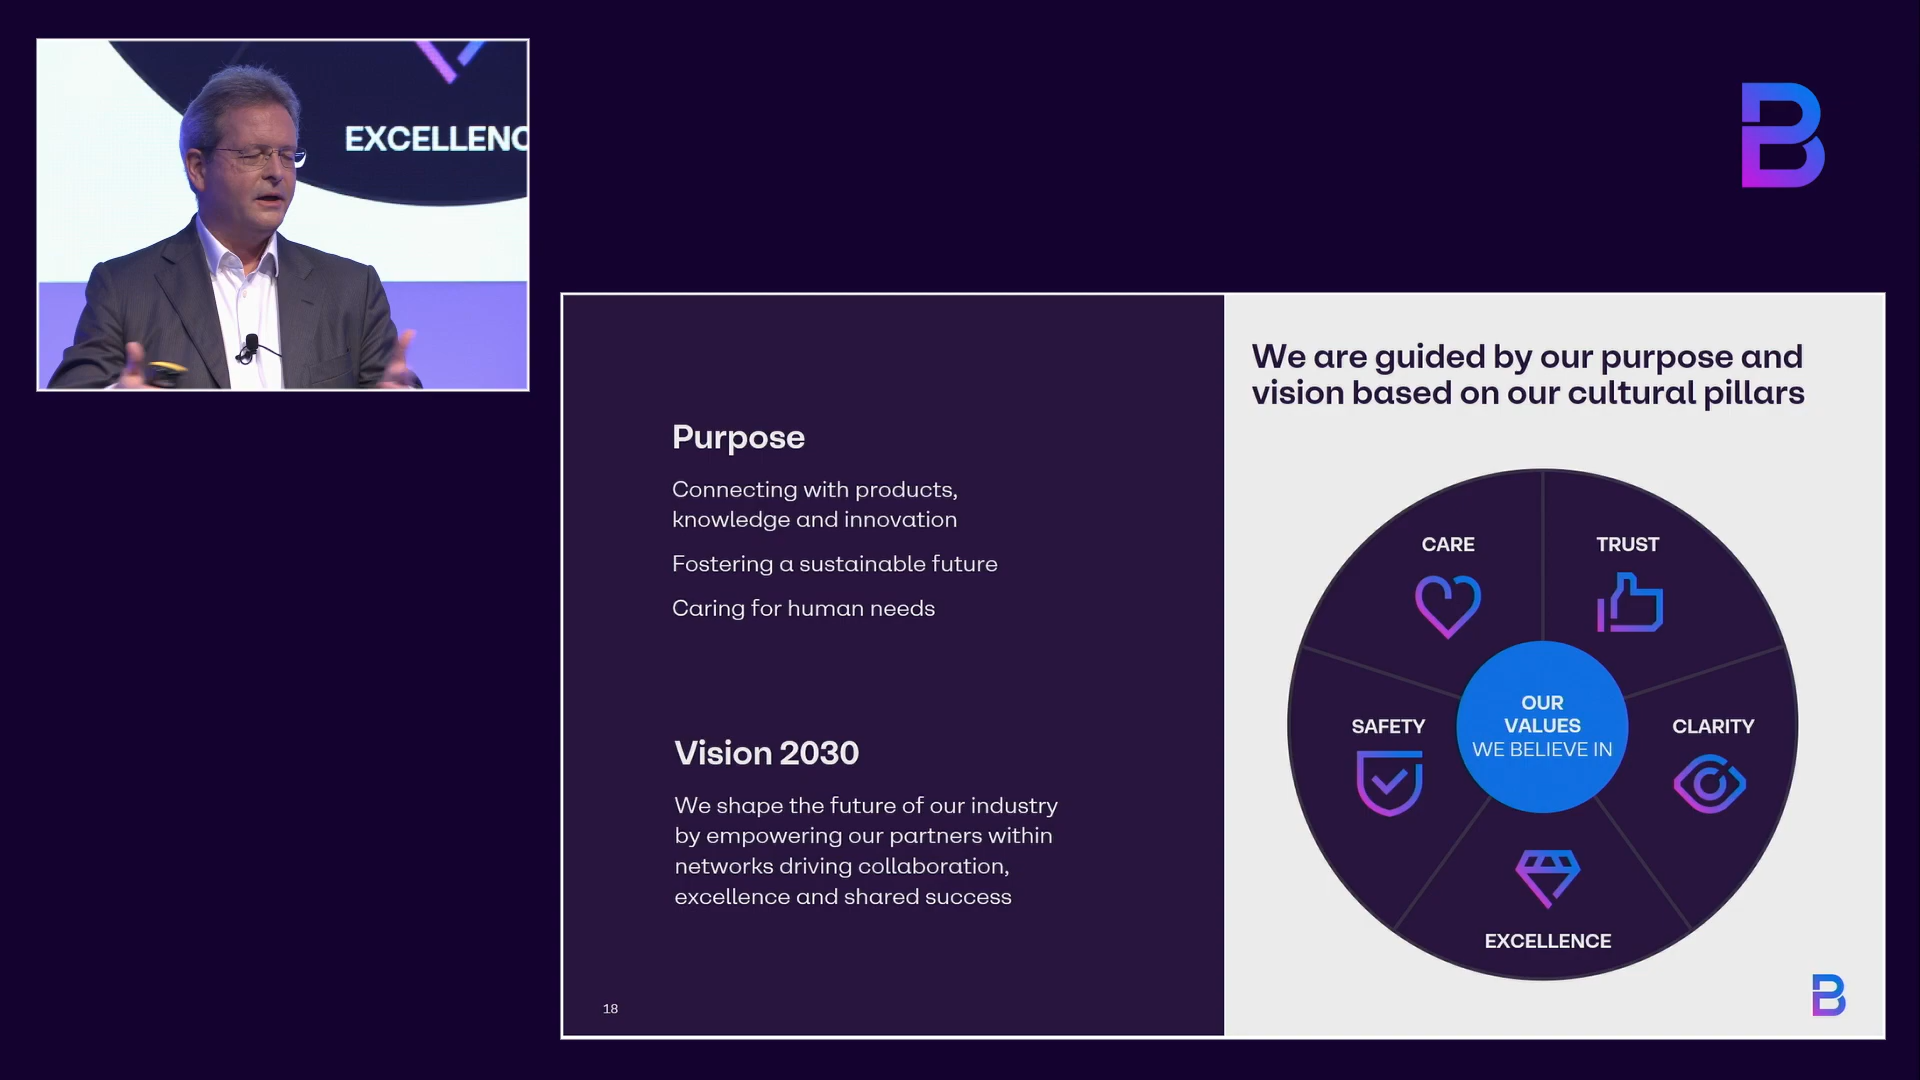 EXCELLENC
We are guided by our purpose and
vision based on our cultural pillars
Purpose
Connecting with products,
knowledge and innovation
Fostering a sustainable future
Caring for human needs
Vision 2030
We shape the future of our industry
by empowering our partners within
networks driving collaboration,
excellence and shared success
18
CARE
TRUST
SAFETY
OUR
VALUES
WE BELIEVE IN
CLARITY
EXCELLENCE
B
B